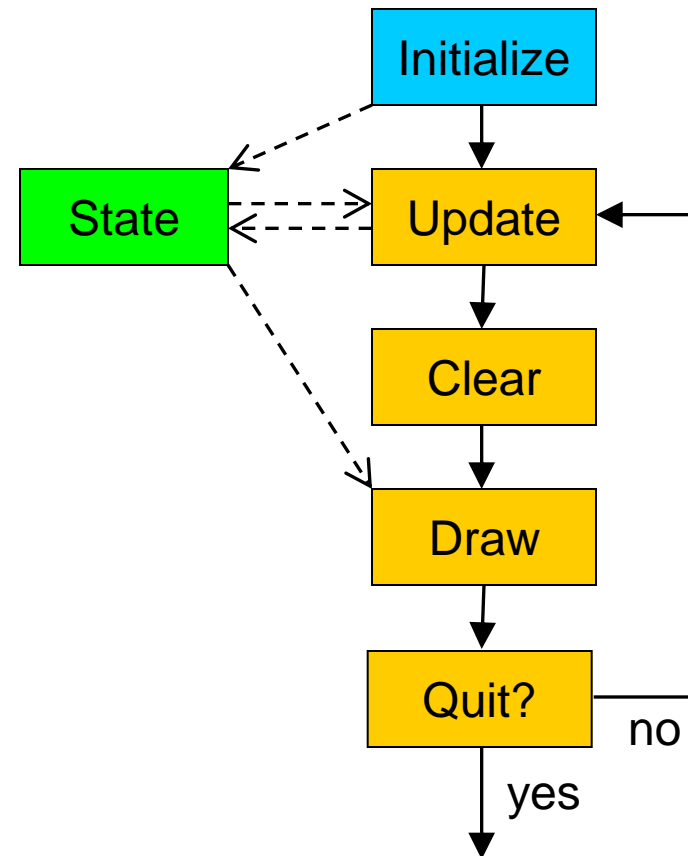 Initialize
State
Update
Clear
Draw
Quit?
no
yes